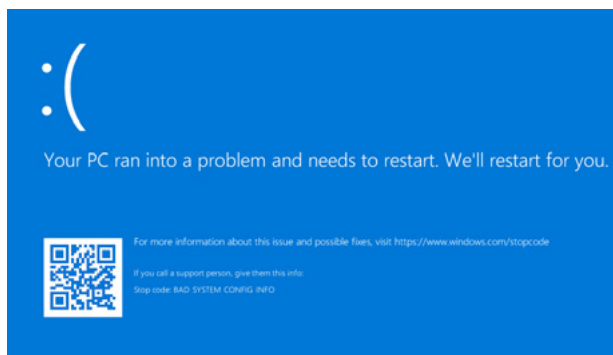 :(
Your PC ran into a problem and needs to restart. We'll restart for you.
For more information about this issue and possible fixes, visit https://www.windows.com/stopcode
If you call a support person, give them this info:
Stop code: BAD SYSTEM CONFIG INFO